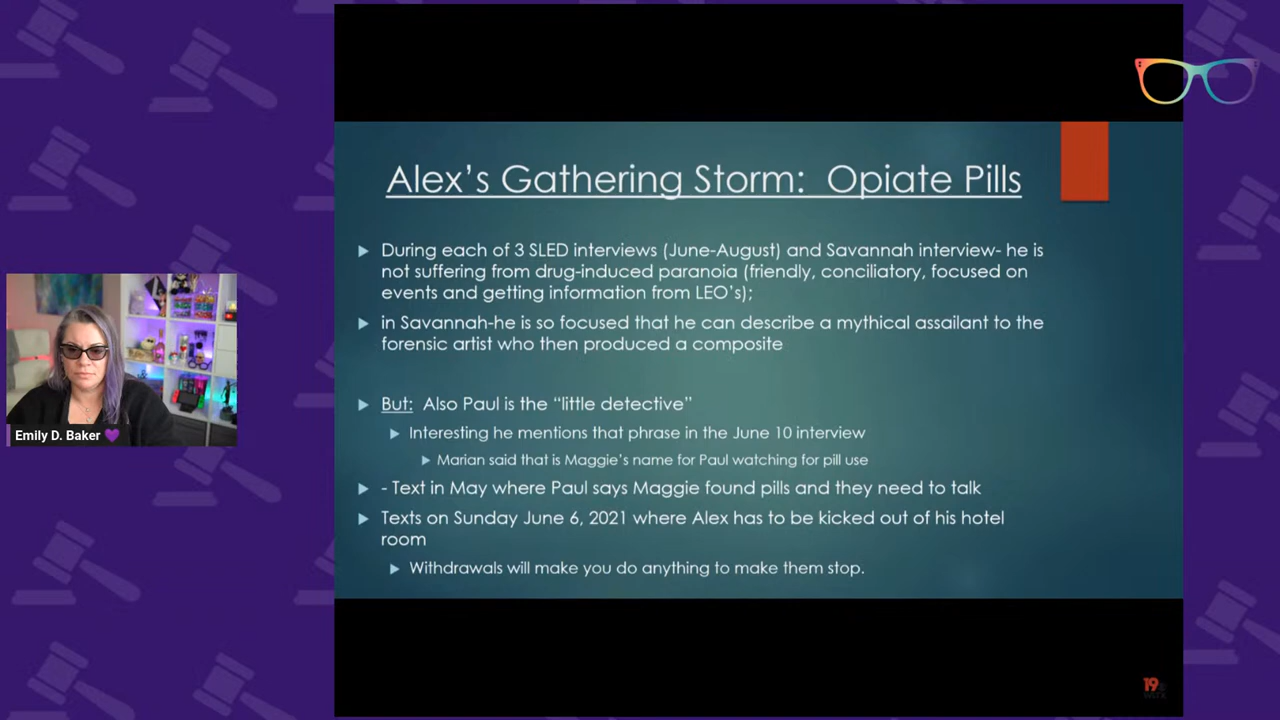 Alex's Gathering Storm: Opiate Pills
During each of 3 SLED interviews (June-August) and Savannah interview- he is
not suffering from drug-induced paranoia (friendly, conciliatory, focused on
events and getting information from LEO's);
in Savannah-he is so focused that he can describe a mythical assailant to the
forensic artist who then produced a composite
But: Also Paul is the "little detective"
Interesting he mentions that phrase in the June 10 interview
Marian said that is Maggie's name for Paul watching for pill use
- Text in May where Paul says Maggie found pills and they need to talk
Texts on Sunday June 6, 2021 where Alex has to be kicked out of his hotel
room
Withdrawals will make you do anything to make them stop.
Emily D. Baker 💜
19